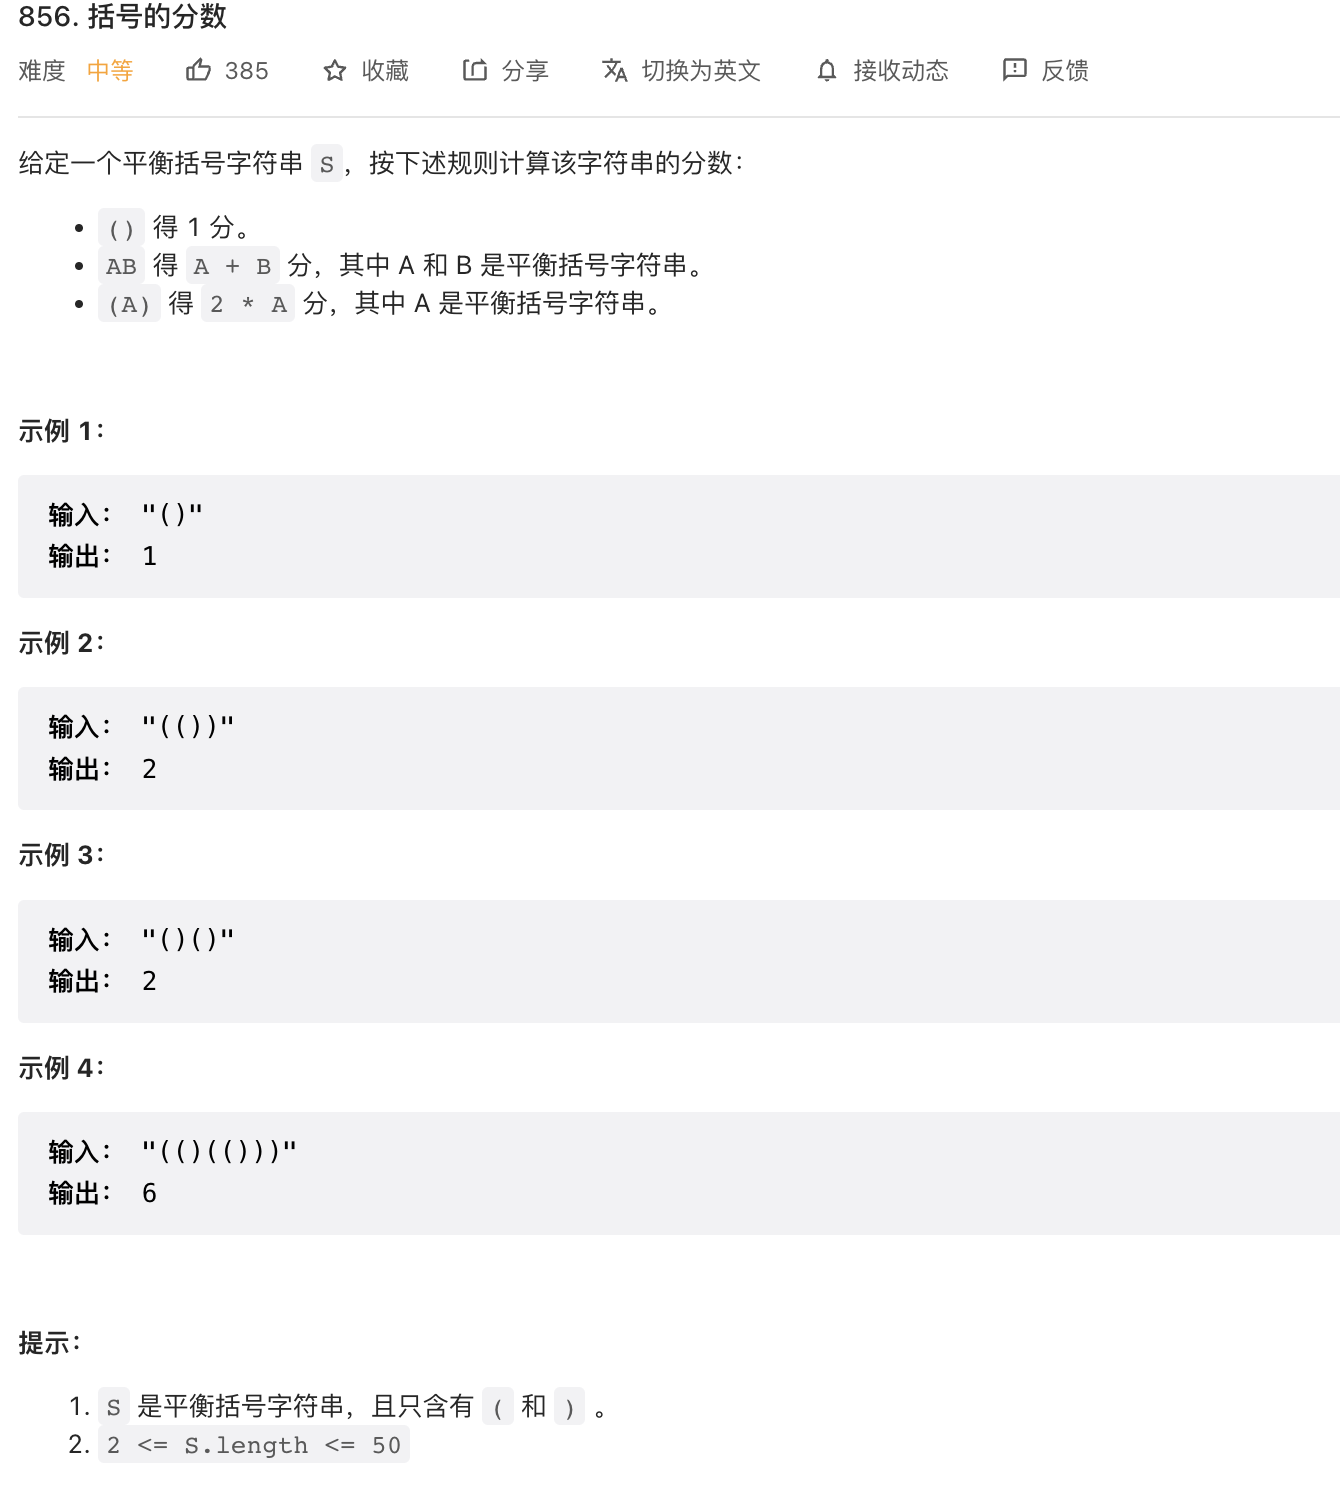 856. 括号的分数
难度 中等 385 收藏 分享 切换为英文 接收动态 反馈
给定一个平衡括号字符串 S，按下述规则计算该字符串的分数：
• () 得 1 分。
• AB 得 A + B 分，其中 A 和 B 是平衡括号字符串。
• (A) 得 2 * A 分，其中 A 是平衡括号字符串。
示例 1：
输入： "()"
输出： 1
示例 2：
输入： "(())"
输出： 2
示例 3：
输入： "()()"
输出： 2
示例 4：
输入： "(()(()))"
输出： 6
提示：
1. S 是平衡括号字符串，且只含有 ( 和 ) 。
2. 2 <= S.length <= 50